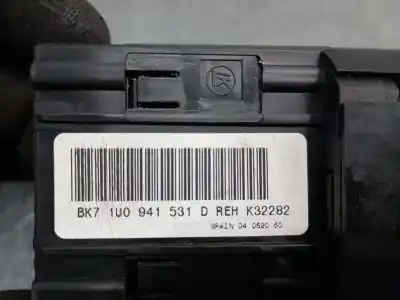 BK7 1U0 941 531 D REH K32282
SPAIN 04 0520 60